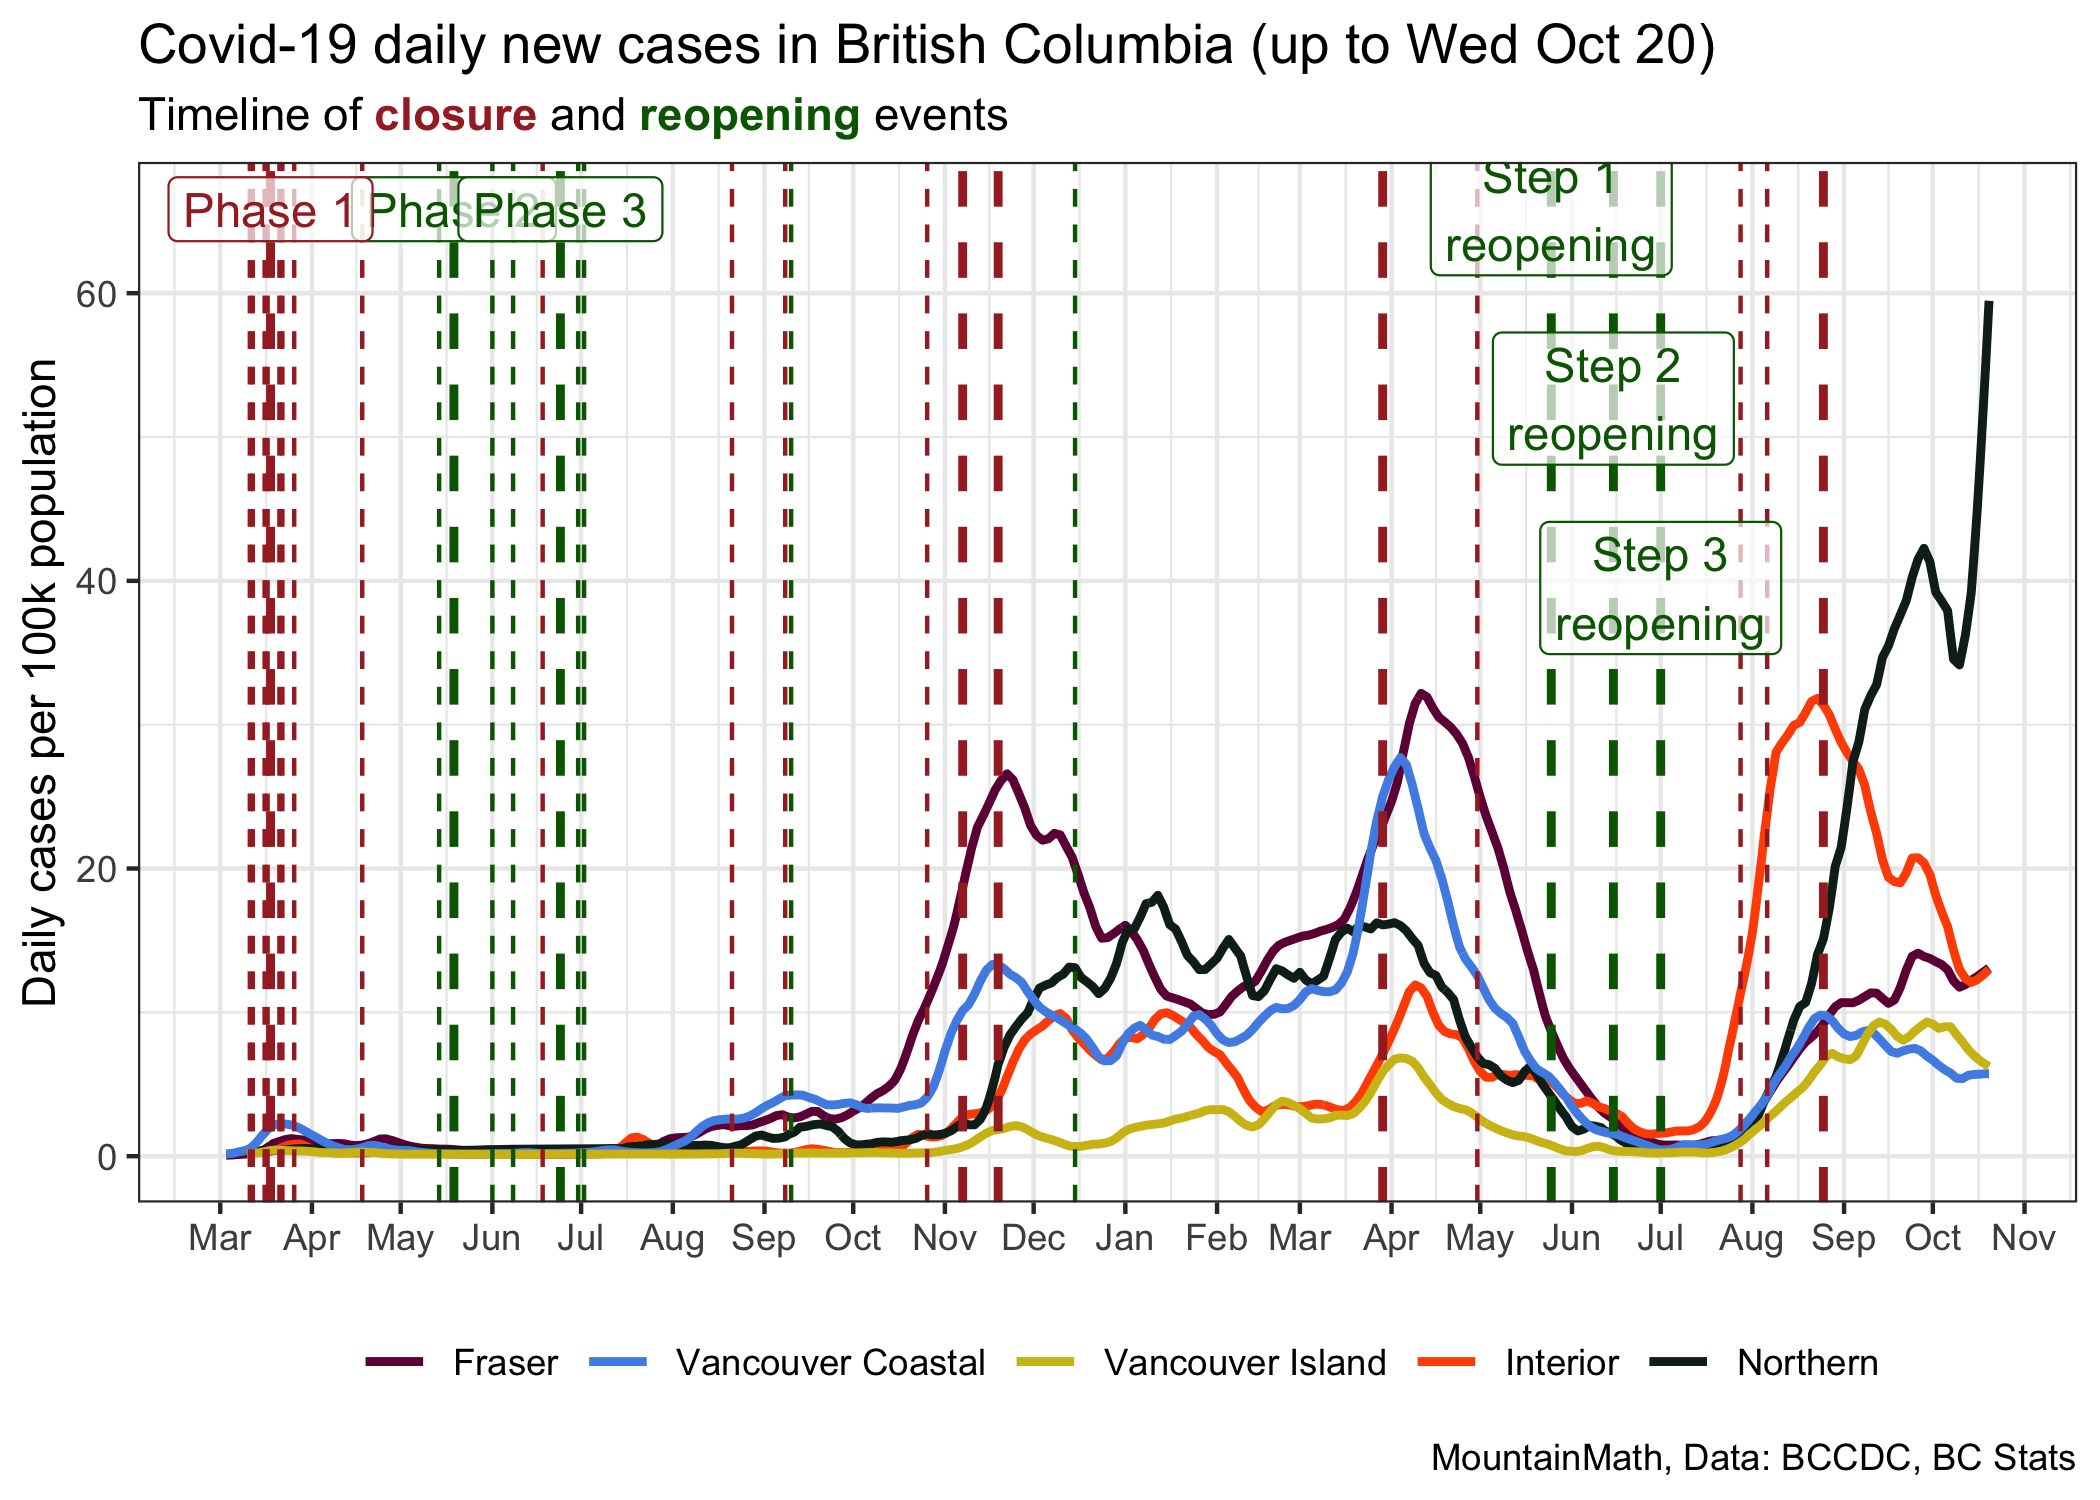 Covid-19 daily new cases in British Columbia (up to Wed Oct 20)
Timeline of closure and reopening events
Phase 1
Phase 2
Phase 3
Step 1
reopening
Step 2
reopening
Step 3
reopening
Daily cases per 100k population
60
40
20
0
Mar Apr May Jun Jul Aug Sep Oct Nov Dec Jan Feb Mar Apr May Jun Jul Aug Sep Oct Nov
Fraser Vancouver Coastal Vancouver Island Interior Northern
MountainMath, Data: BCCDC, BC Stats